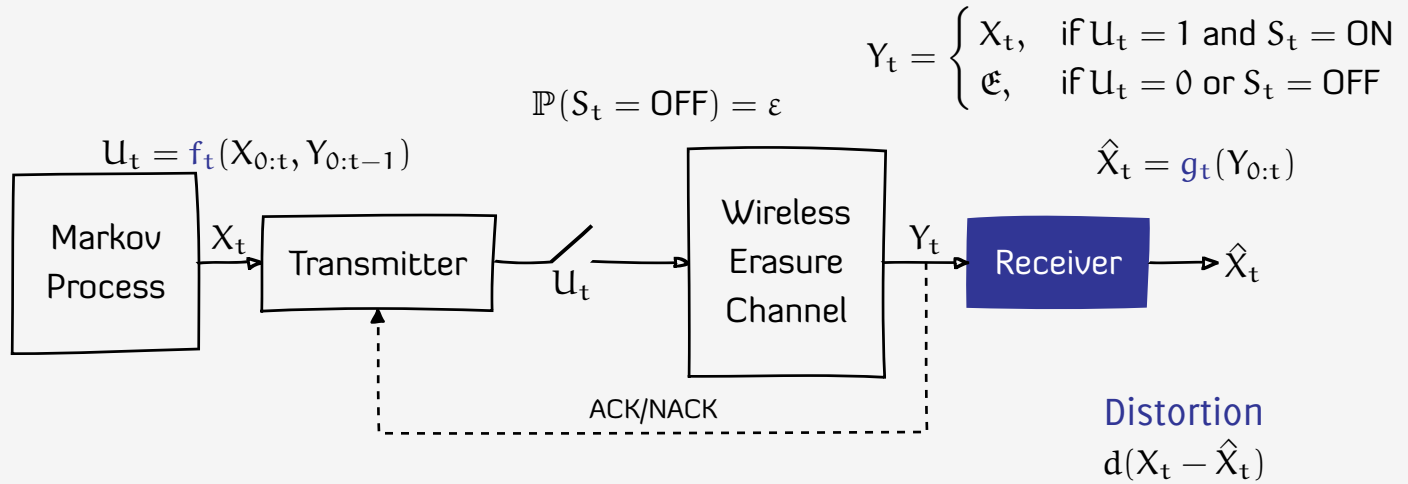 Y_t = { X_t, if U_t = 1 and S_t = ON
𝕰, if U_t = 0 or S_t = OFF
ℙ(S_t = OFF) = ε
U_t = f_t(X_{0:t}, Y_{0:t−1})
X̂_t = g_t(Y_{0:t})
Markov
Process
X_t
Transmitter
U_t
Wireless
Erasure
Channel
Y_t
Receiver
X̂_t
ACK/NACK
Distortion
d(X_t − X̂_t)